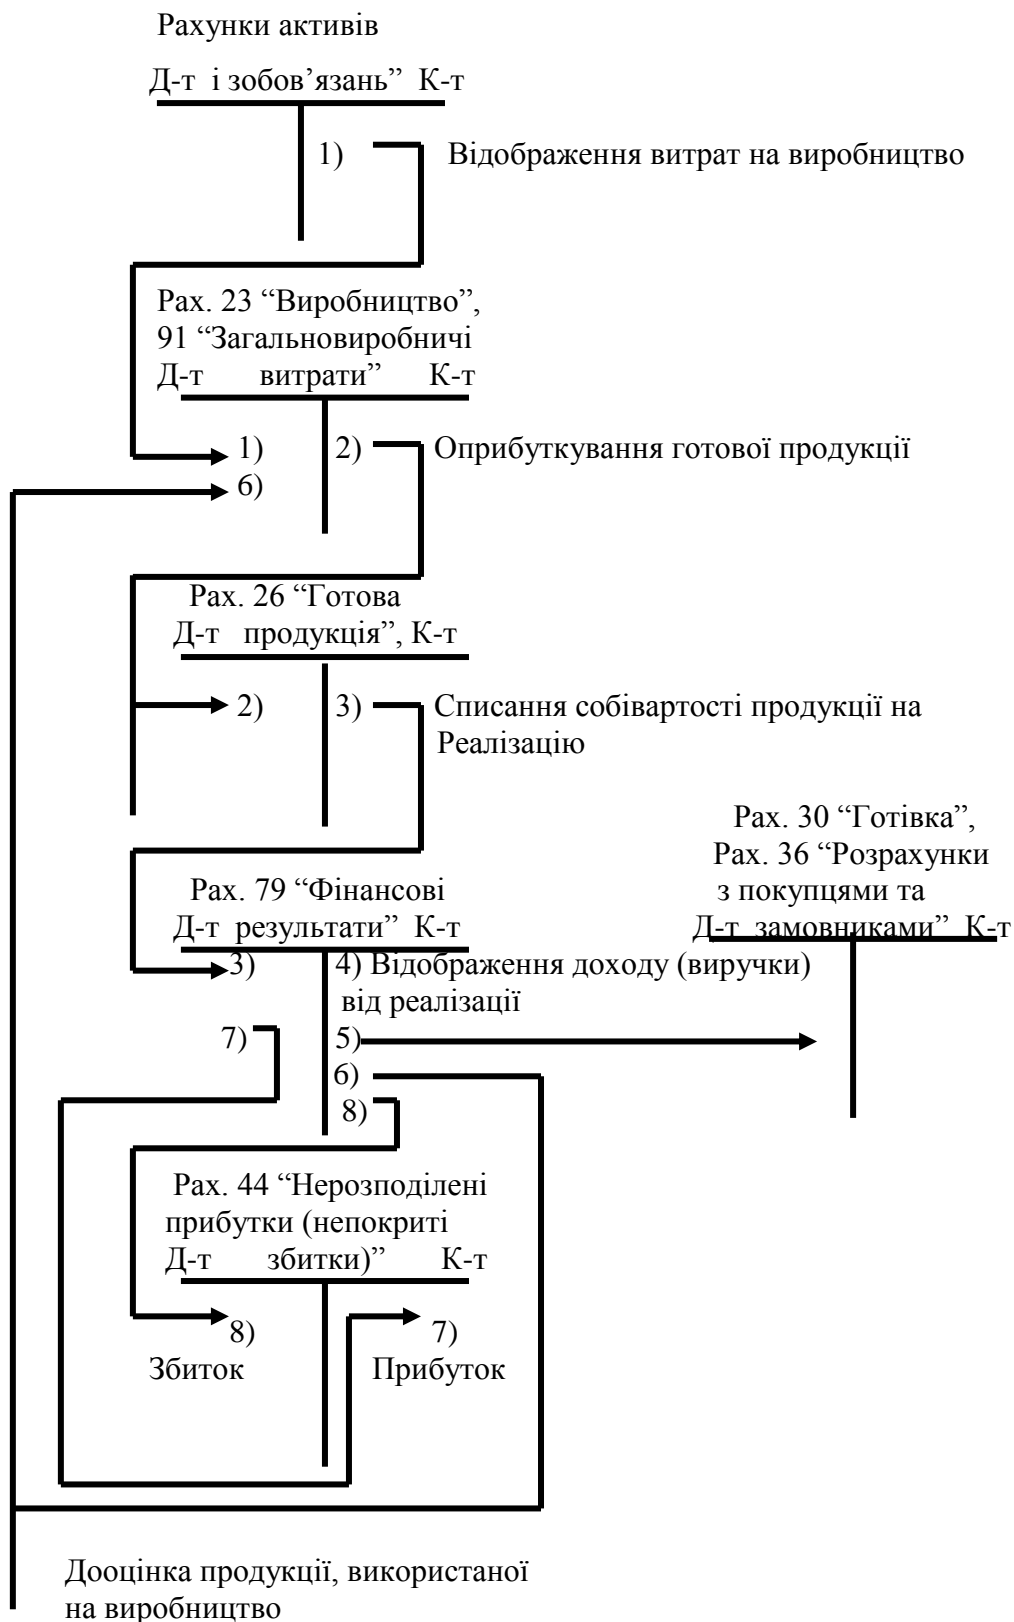 Рахунки активів
Д-т і зобов’язань” К-т
1) Відображення витрат на виробництво
Рах. 23 “Виробництво”,
91 “Загальновиробничі
Д-т витрати” К-т
1) 2) Оприбуткування готової продукції
6)
Рах. 26 “Готова
Д-т продукція”, К-т
2) 3) Списання собівартості продукції на
Реалізацію
Рах. 30 “Готівка”,
Рах. 36 “Розрахунки
з покупцями та
Д-т замовниками” К-т
Рах. 79 “Фінансові
Д-т результати” К-т
3) 4) Відображення доходу (виручки)
від реалізації
7) 5)
6)
8)
Рах. 44 “Нерозподілені
прибутки (непокриті
Д-т збитки)” К-т
8) 7)
Збиток Прибуток
Дооцінка продукції, використаної
на виробництво